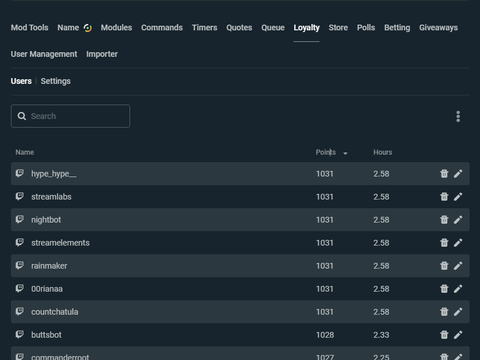 Mod Tools Name Modules Commands Timers Quotes Queue Loyalty Store Polls Betting Giveaways
User Management Importer
Users Settings
Search
Name Points Hours
hype_hype__ 1031 2.58
streamlabs 1031 2.58
nightbot 1031 2.58
streamelements 1031 2.58
rainmaker 1031 2.58
00rianaa 1031 2.58
countchatula 1031 2.58
buttsbot 1028 2.33
commanderroot 1027 2.25